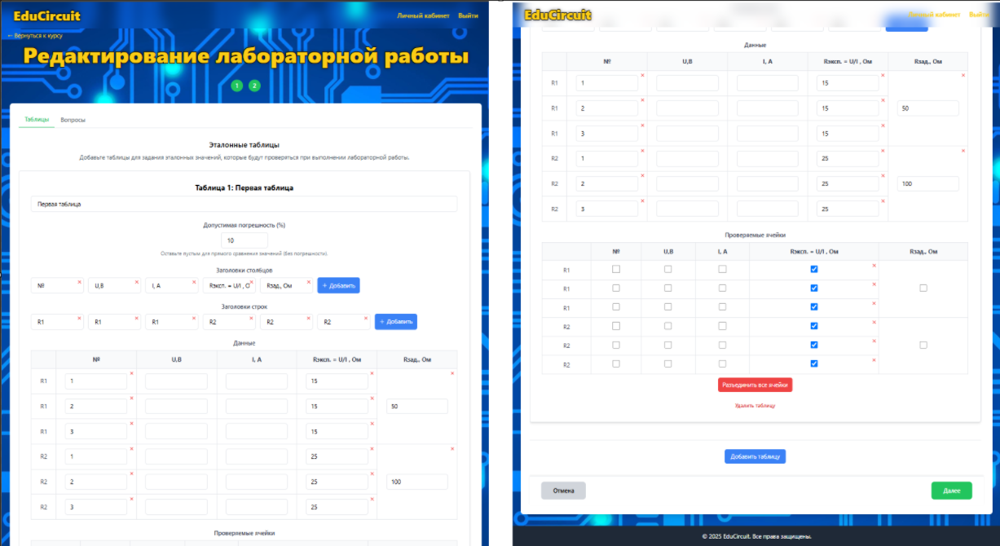 EduCircuit
Личный кабинет Выйти
← Вернуться к курсу
Редактирование лабораторной работы
1 2
Таблицы Вопросы
Эталонные таблицы
Добавьте таблицы для задания эталонных значений, которые будут проверяться при выполнении лабораторной работы.
Таблица 1: Первая таблица
Первая таблица
Допустимая погрешность (%)
10
Оставьте пустым для прямого сравнения значений (без погрешности).
Заголовки столбцов
№ × U,В × I, А × Rэксп. = U/I , О × Rзад., Ом × + Добавить
Заголовки строк
R1 × R1 × R1 × R2 × R2 × R2 × + Добавить
Данные
№ U,В I, А Rэксп. = U/I , Ом Rзад., Ом
R1 1 × 15 × ×
R1 2 × 15 × 50
R1 3 × 15 ×
R2 1 × 25 × ×
R2 2 × 25 × 100
R2 3 × 25 ×
Проверяемые ячейки
EduCircuit
Личный кабинет Выйти
Данные
№ U,В I, А Rэксп. = U/I , Ом Rзад., Ом
R1 1 × 15 × ×
R1 2 × 15 × 50
R1 3 × 15 ×
R2 1 × 25 × ×
R2 2 × 25 × 100
R2 3 × 25 ×
Проверяемые ячейки
№ U,В I, А Rэксп. = U/I , Ом Rзад., Ом
R1 ×
R1 ×
R1 ×
R2 ×
R2 ×
R2 ×
Разъединить все ячейки
Удалить таблицу
Добавить таблицу
Отмена Далее
© 2025 EduCircuit. Все права защищены.